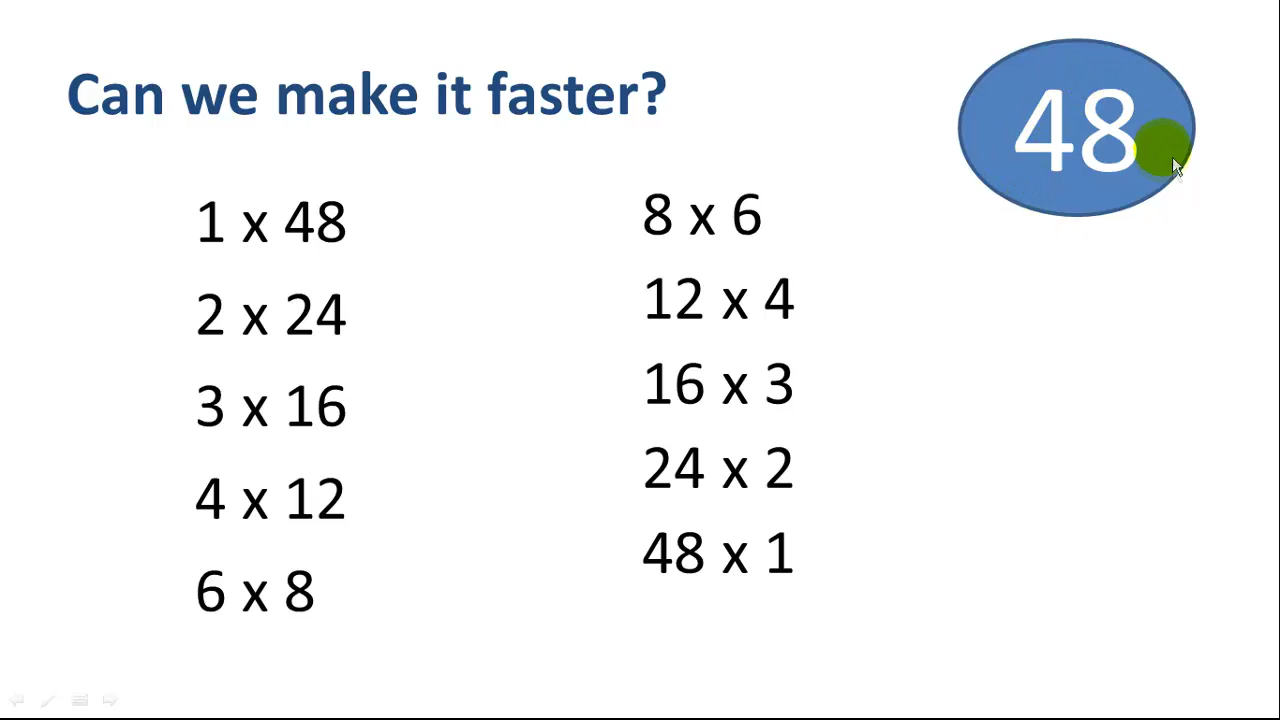 Can we make it faster?
48
1 x 48
2 x 24
3 x 16
4 x 12
6 x 8
8 x 6
12 x 4
16 x 3
24 x 2
48 x 1